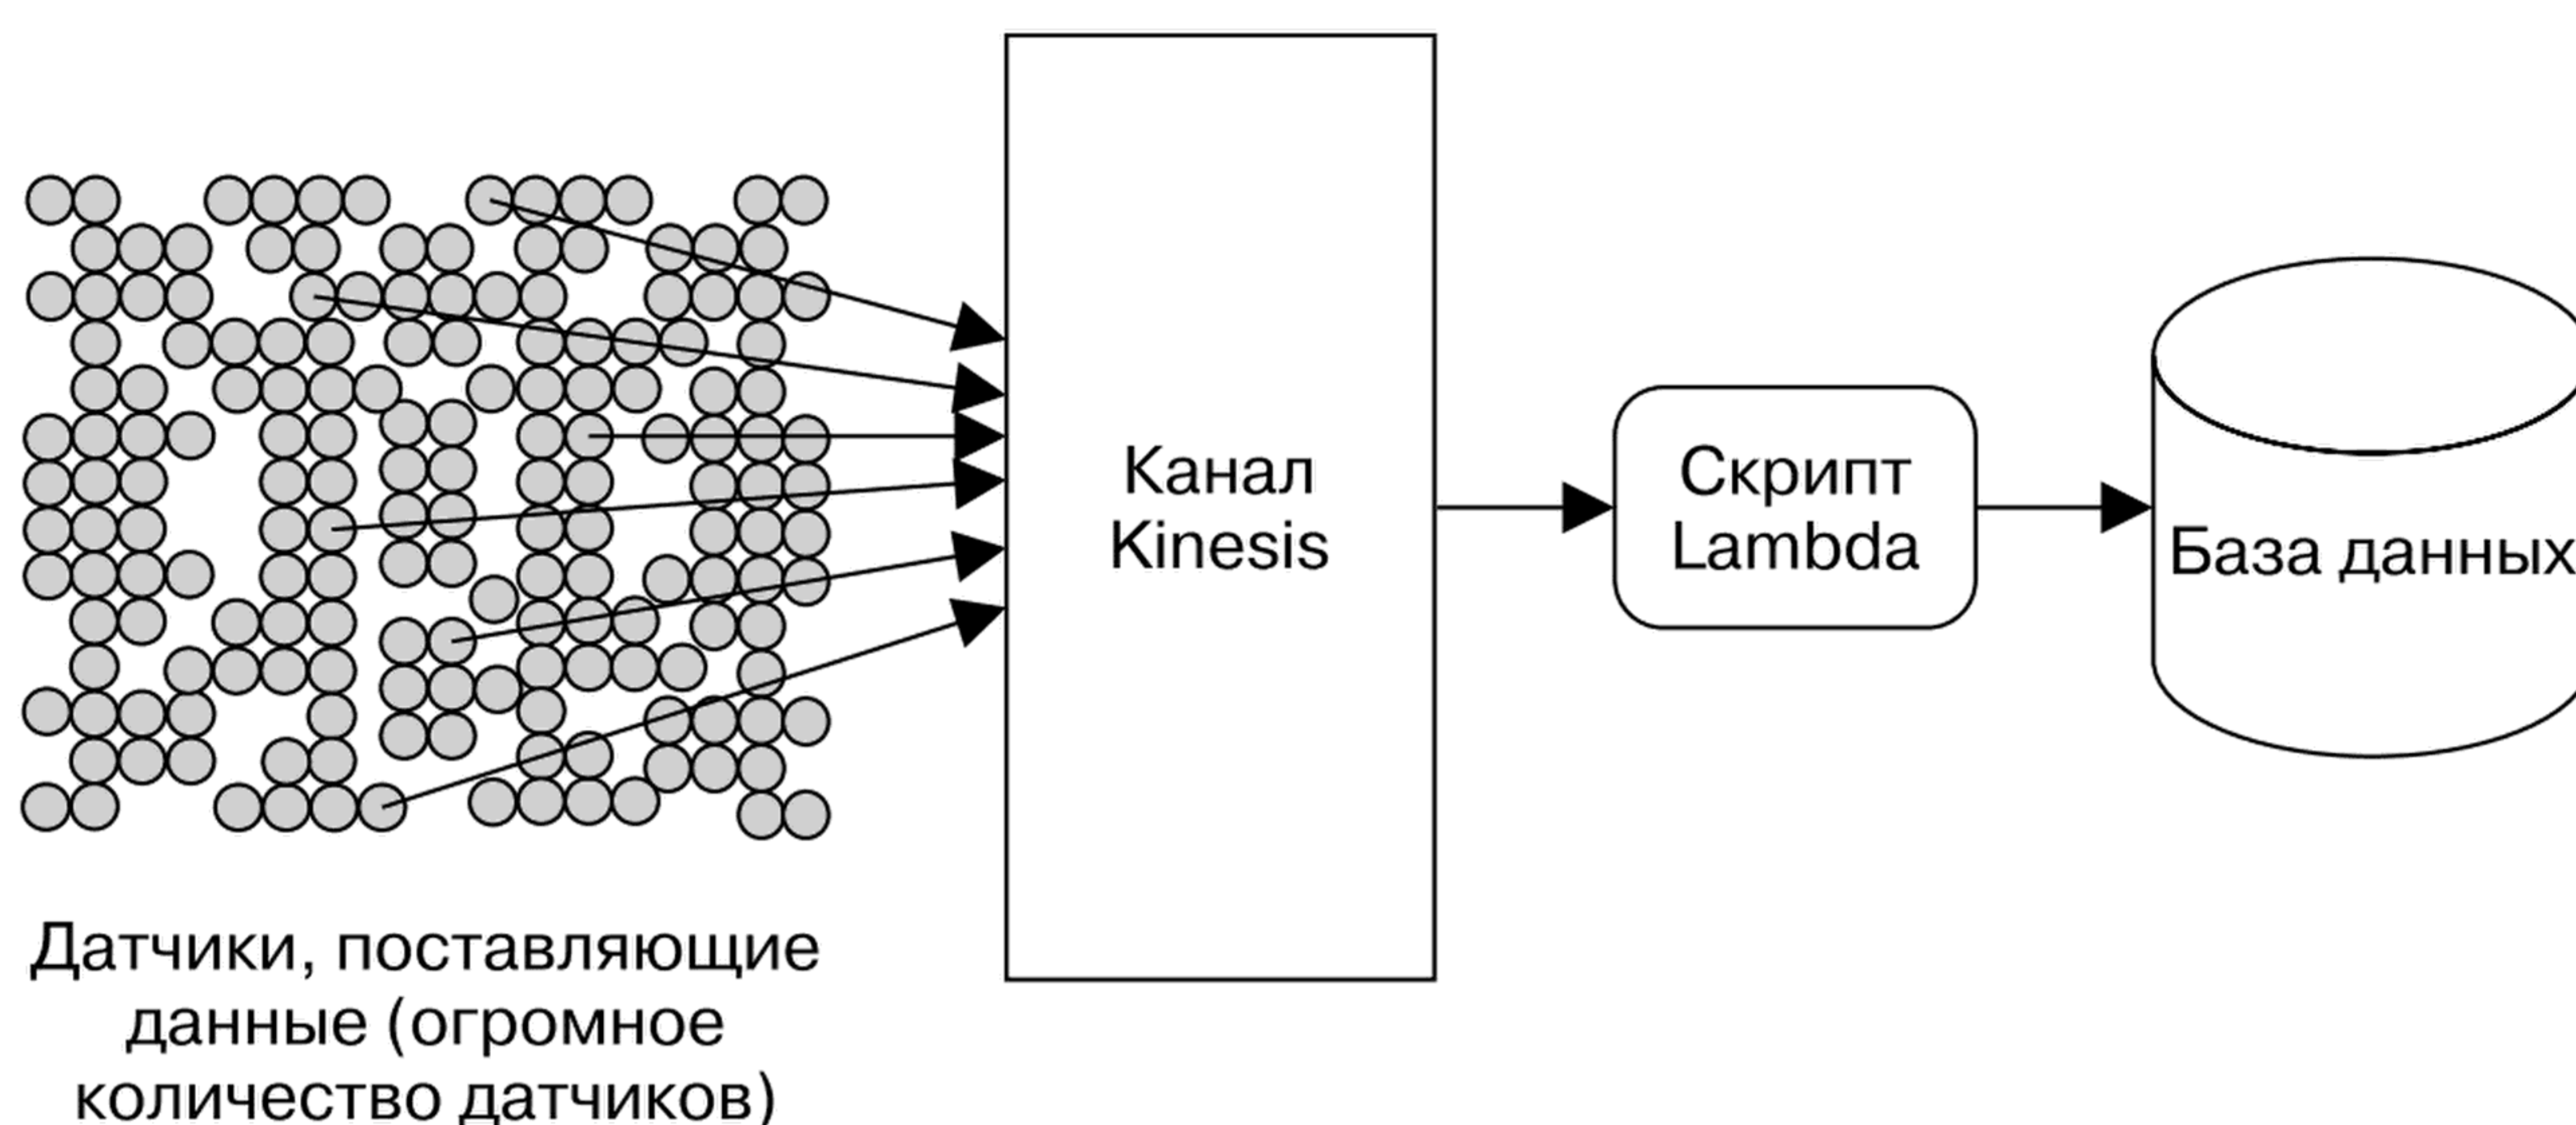 Датчики, поставляющие
данные (огромное
количество датчиков)
Канал
Kinesis
Скрипт
Lambda
База данных